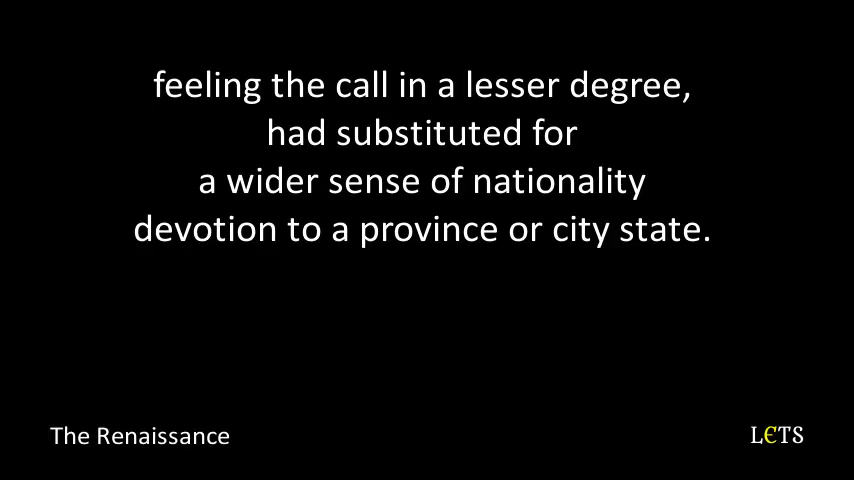 feeling the call in a lesser degree,
had substituted for
a wider sense of nationality
devotion to a province or city state.
The Renaissance
LЄTS